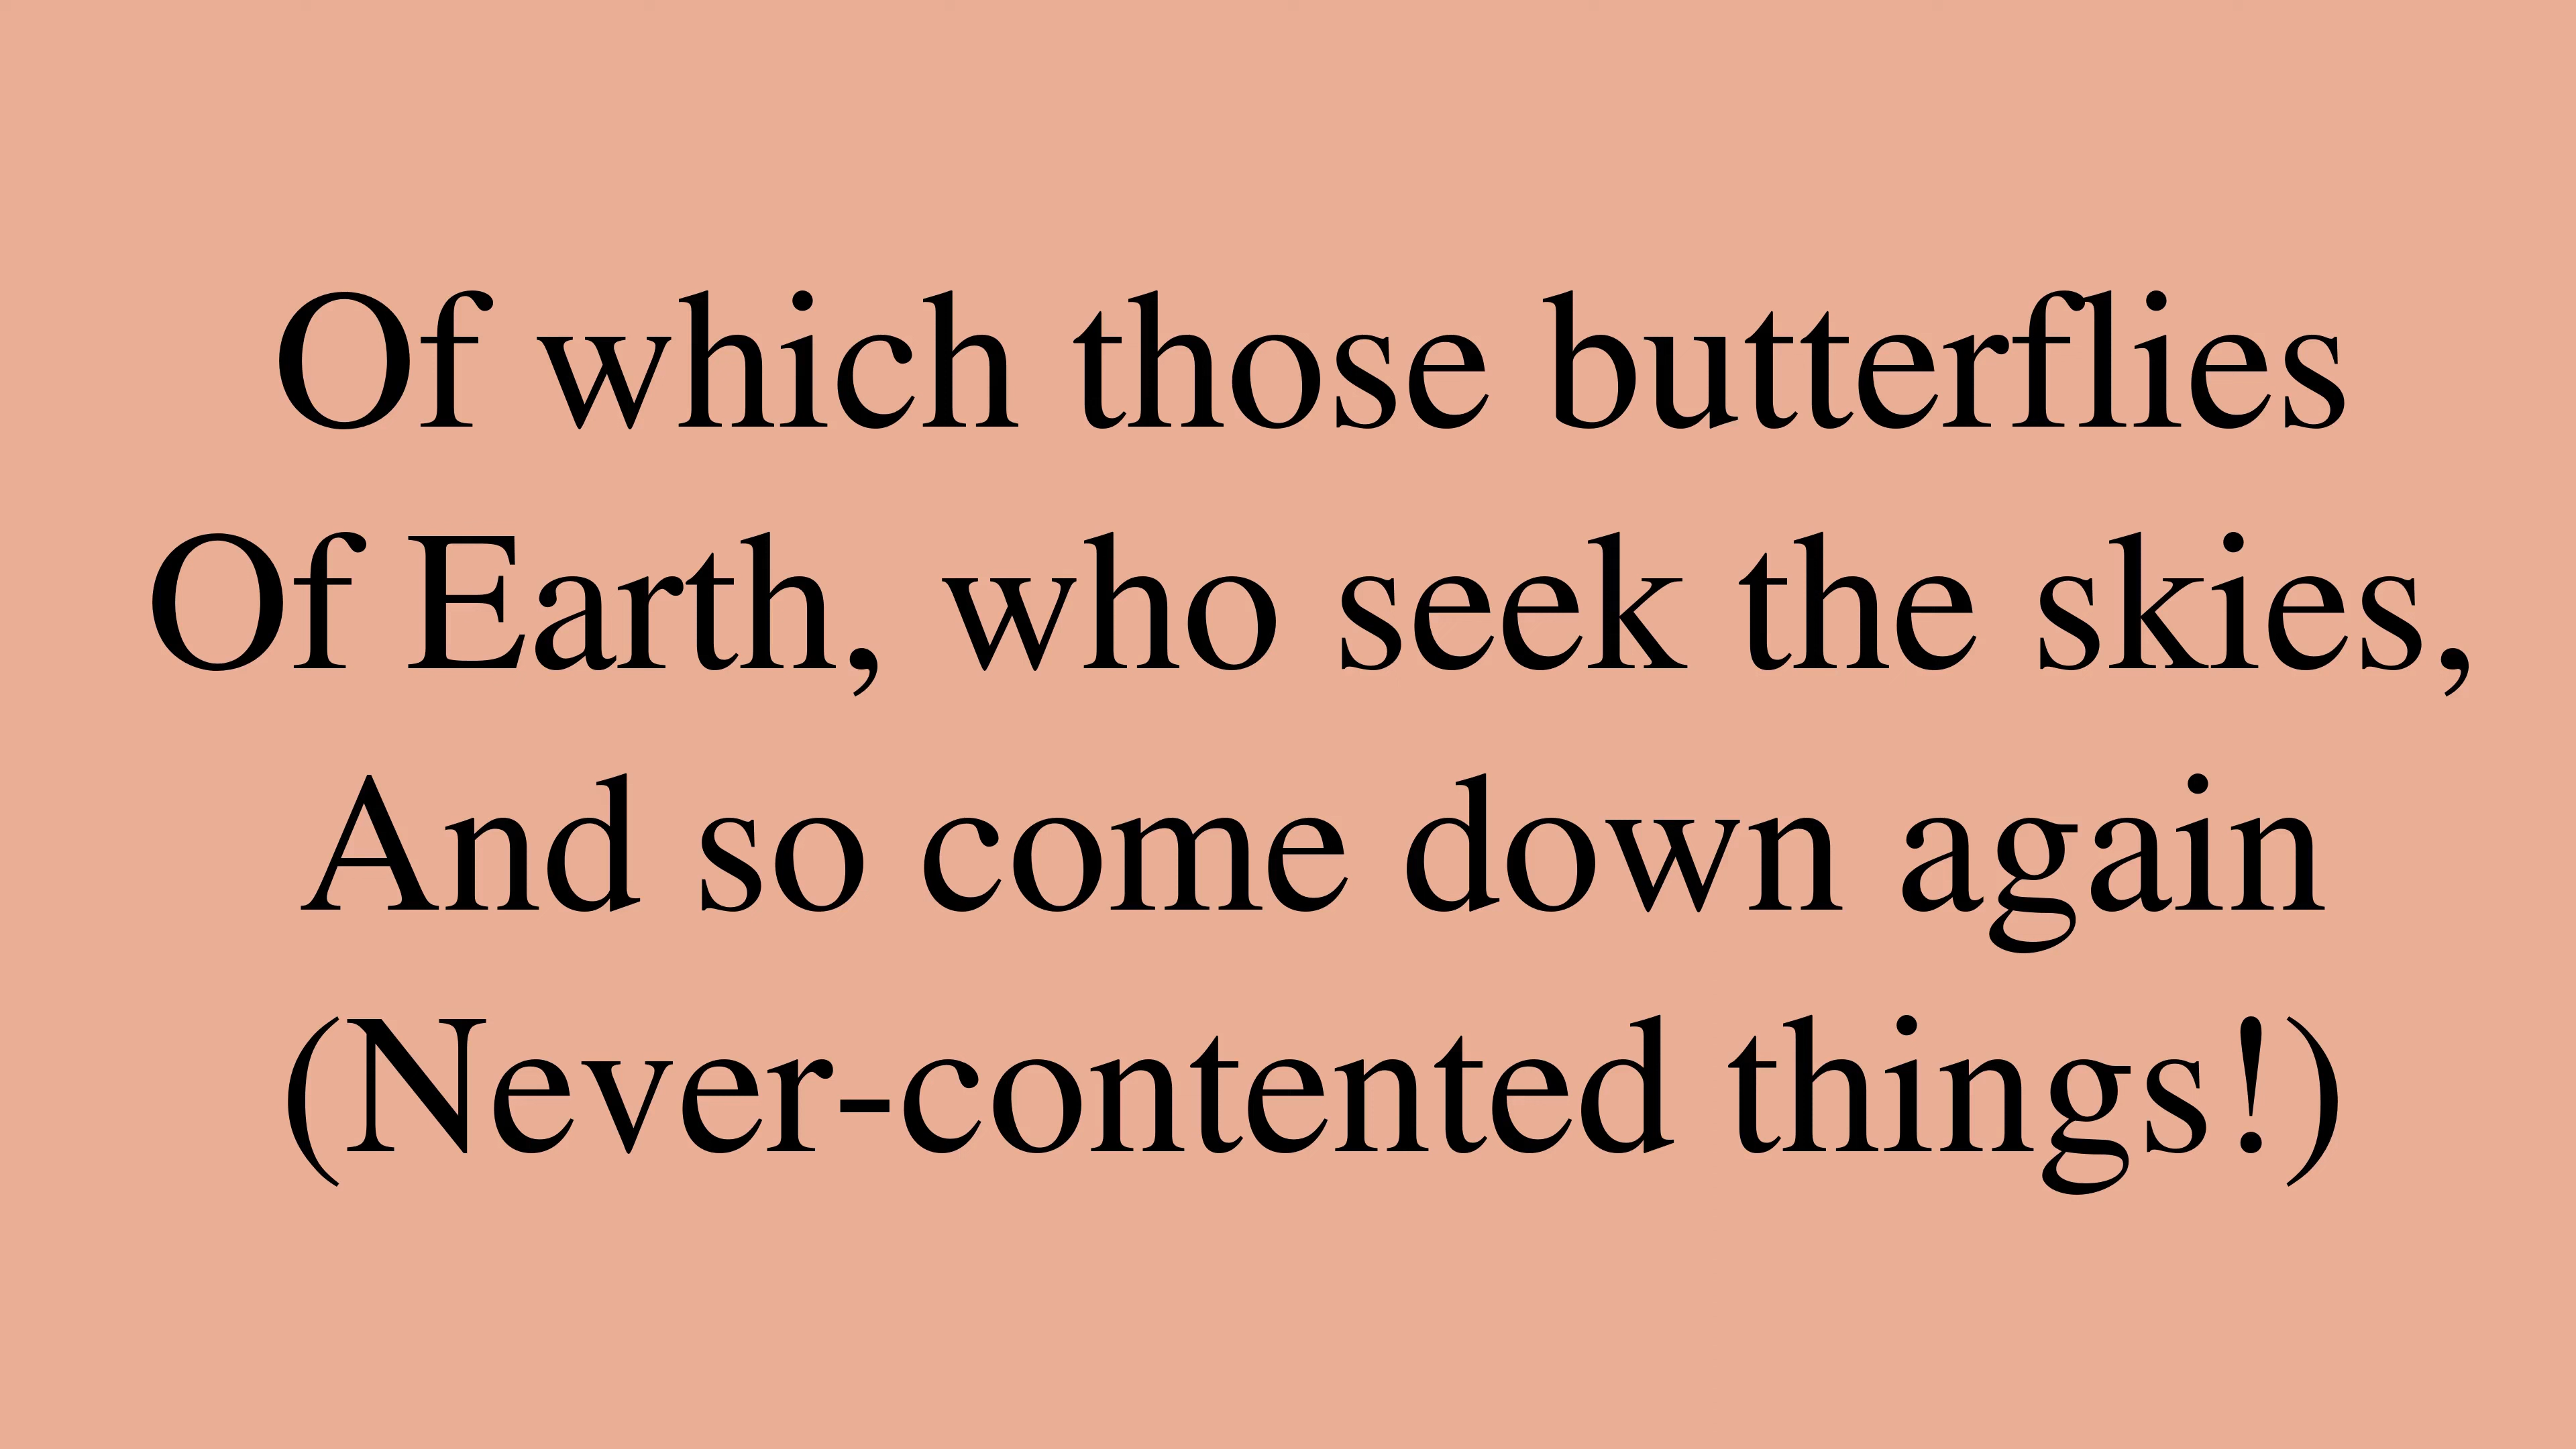 Of which those butterflies
Of Earth, who seek the skies,
And so come down again
(Never-contented things!)